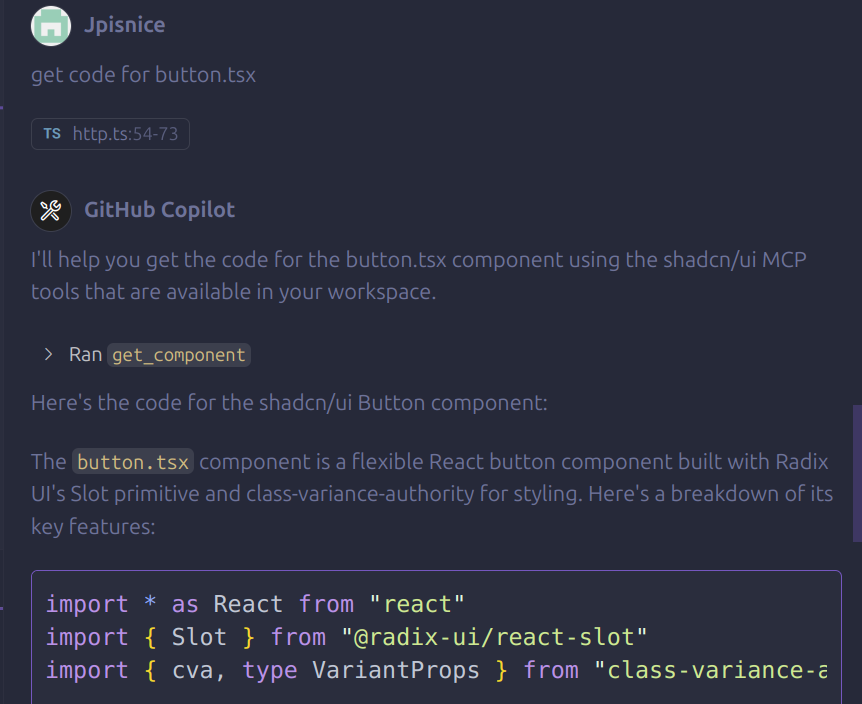 Jpisnice
get code for button.tsx
TS http.ts:54-73
GitHub Copilot
I'll help you get the code for the button.tsx component using the shadcn/ui MCP
tools that are available in your workspace.
> Ran get_component
Here's the code for the shadcn/ui Button component:
The button.tsx component is a flexible React button component built with Radix
UI's Slot primitive and class-variance-authority for styling. Here's a breakdown of its
key features:
import * as React from "react"
import { Slot } from "@radix-ui/react-slot"
import { cva, type VariantProps } from "class-variance-a